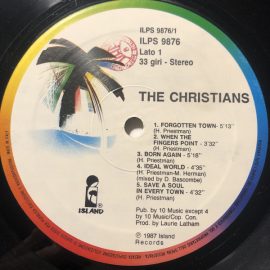 ILPS 9876/1
ILPS 9876
Lato 1
33 giri - Stereo
THE CHRISTIANS
1. FORGOTTEN TOWN- 5'13"
(H. Priestman)
2. WHEN THE
FINGERS POINT - 3'32"
(H. Priestman)
3. BORN AGAIN - 5'18"
(H. Priestman)
4. IDEAL WORLD - 4'35"
(H. Priestman-M. Herman)
(mixed by D. Bascombe)
5. SAVE A SOUL
IN EVERY TOWN - 4'32"
(H. Priestman)
Pub. by 10 Music except 4
by 10 Music/Cop. Con.
Prod. by Laurie Latham
℗ 1987 Island
Records
ISLAND